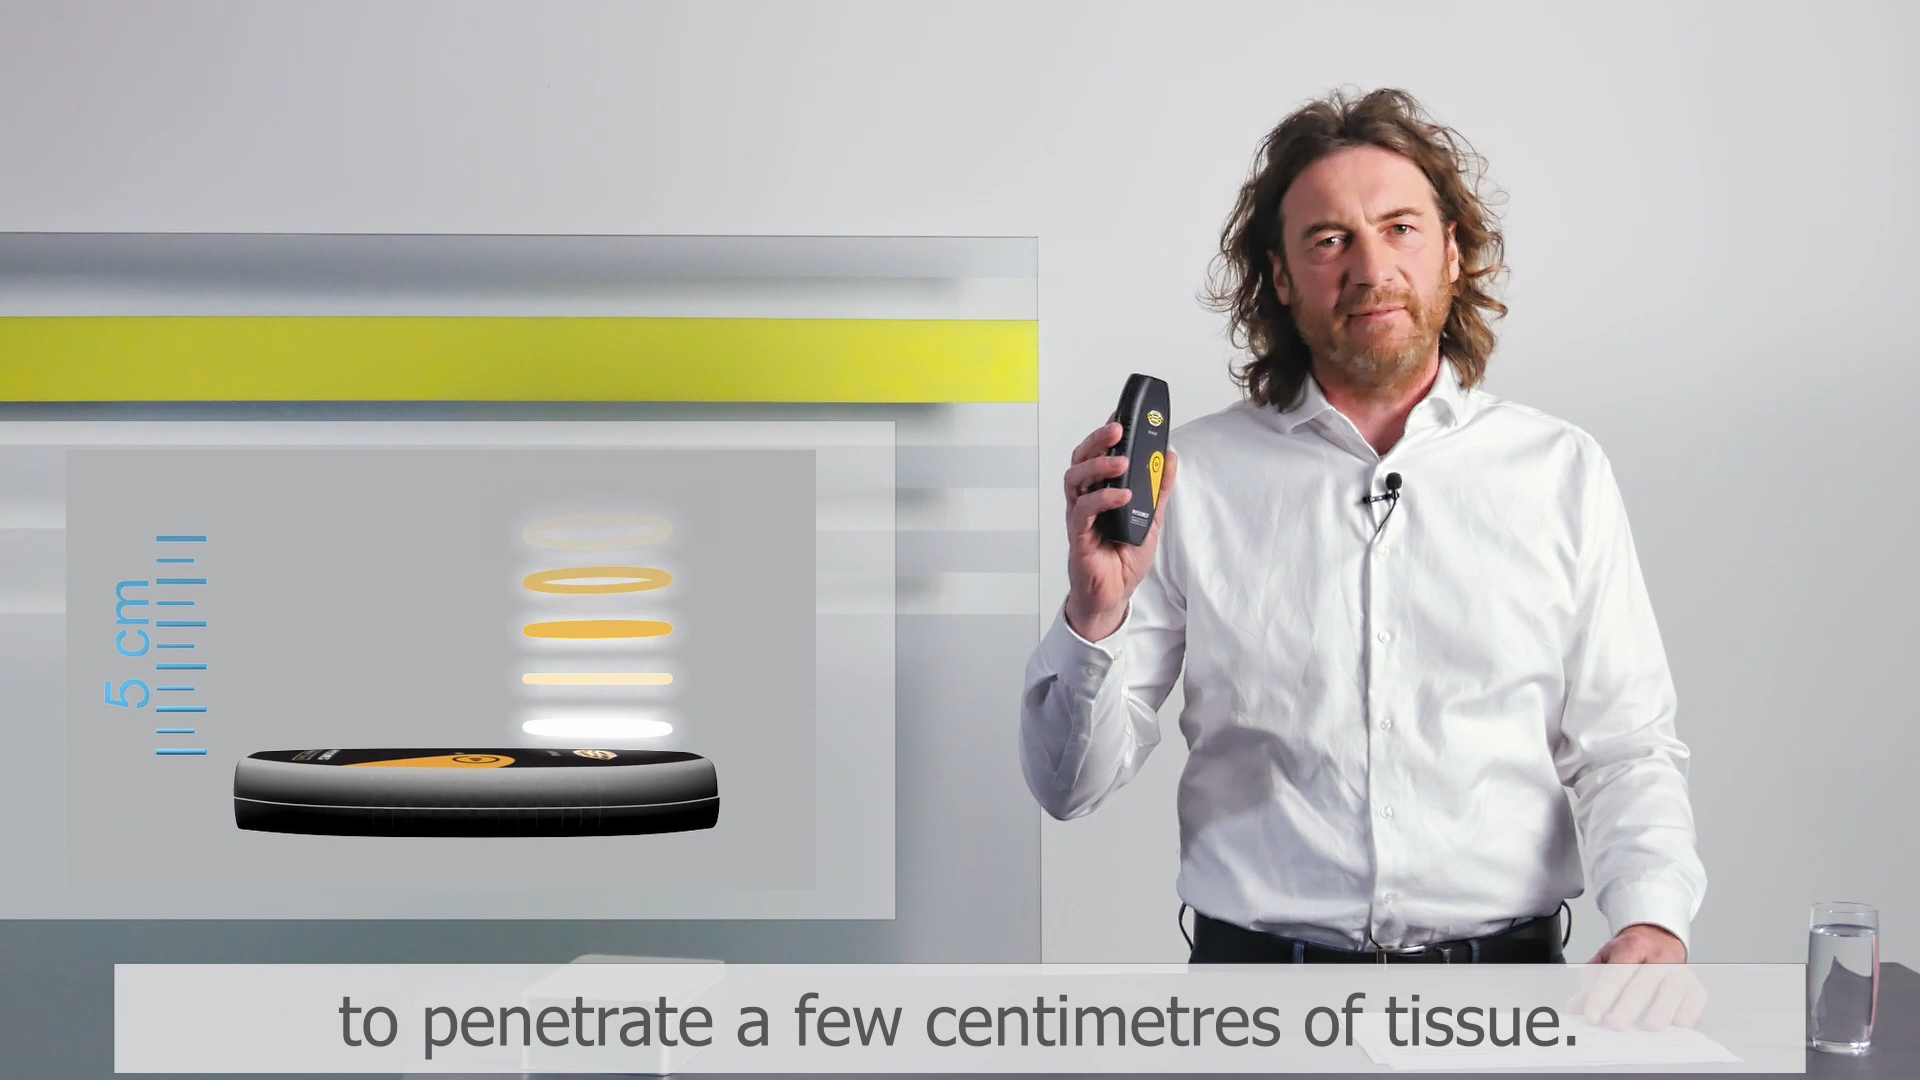 5 cm
to penetrate a few centimetres of tissue.